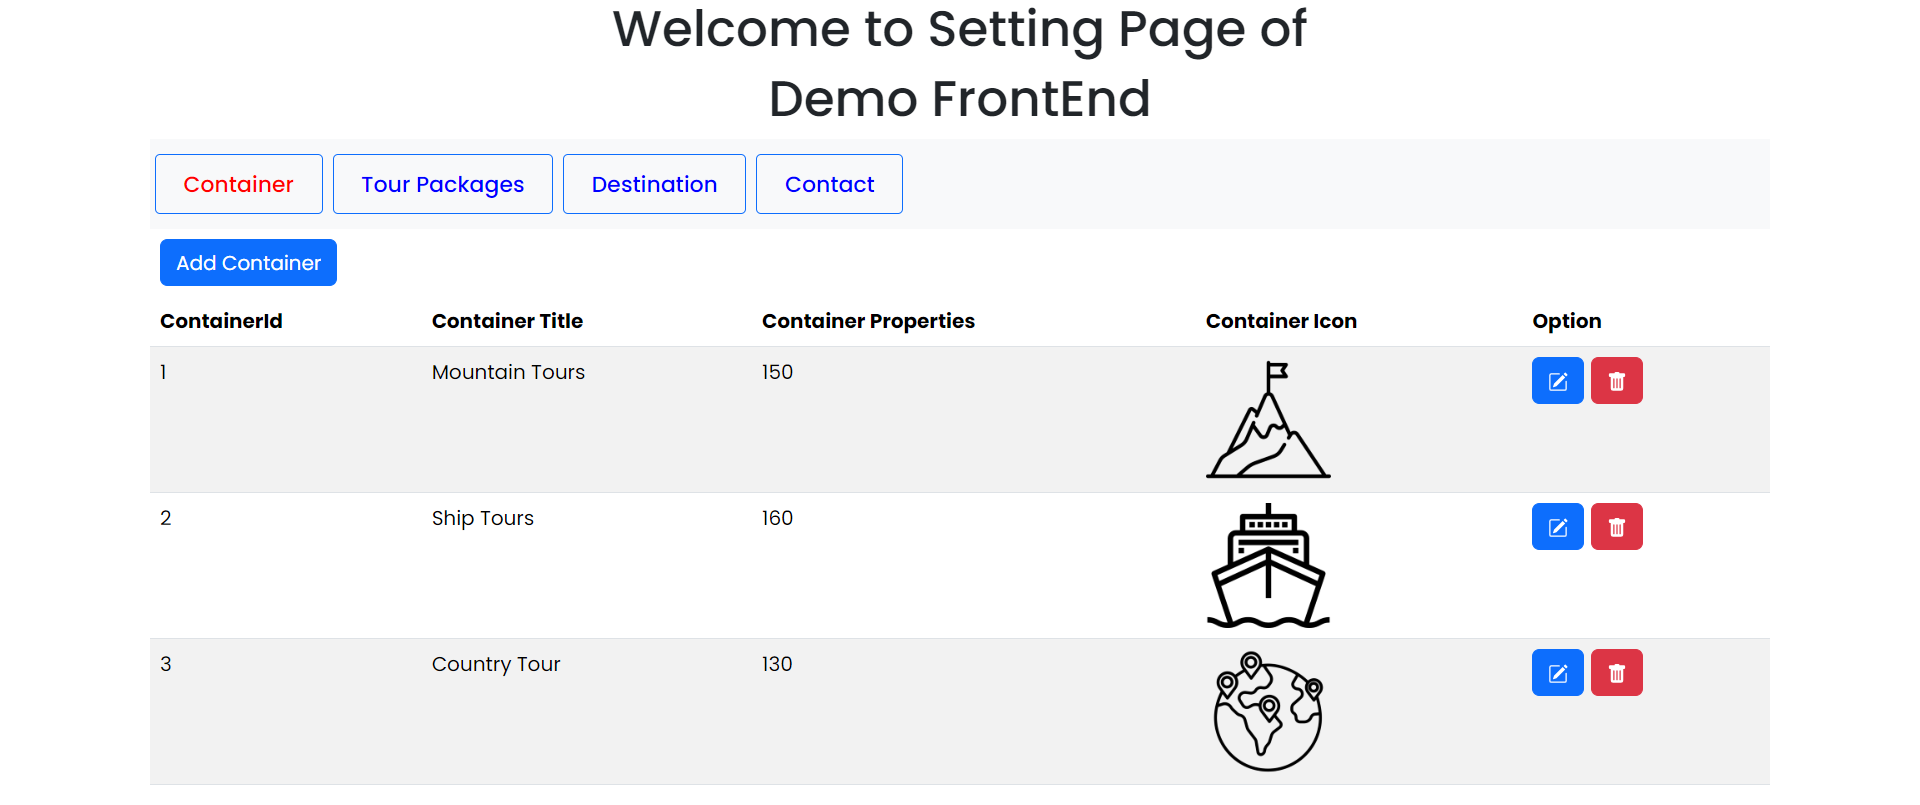 Welcome to Setting Page of
Demo FrontEnd
Container Tour Packages Destination Contact
Add Container
ContainerId Container Title Container Properties Container Icon Option
1 Mountain Tours 150
2 Ship Tours 160
3 Country Tour 130